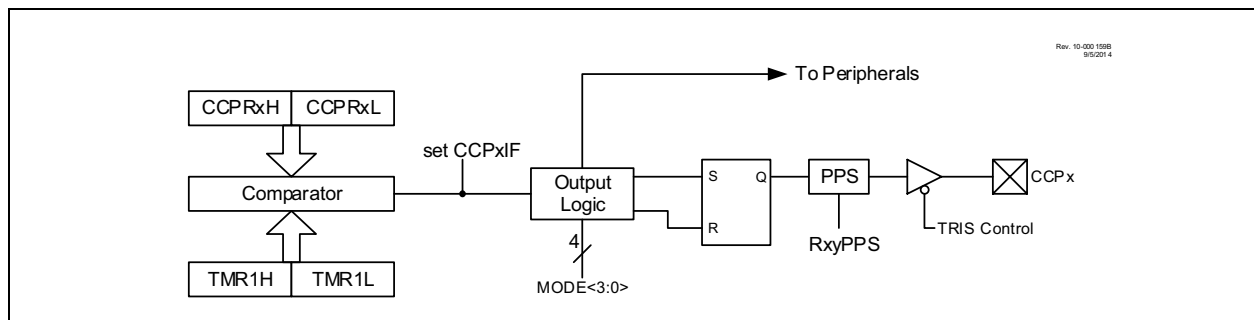 Rev. 10-000 159B
9/5/2014
To Peripherals
CCPRxH CCPRxL
set CCPxIF
Comparator
Output
Logic
S Q
R
PPS
CCPx
RxyPPS
TRIS Control
4
TMR1H TMR1L
MODE<3:0>